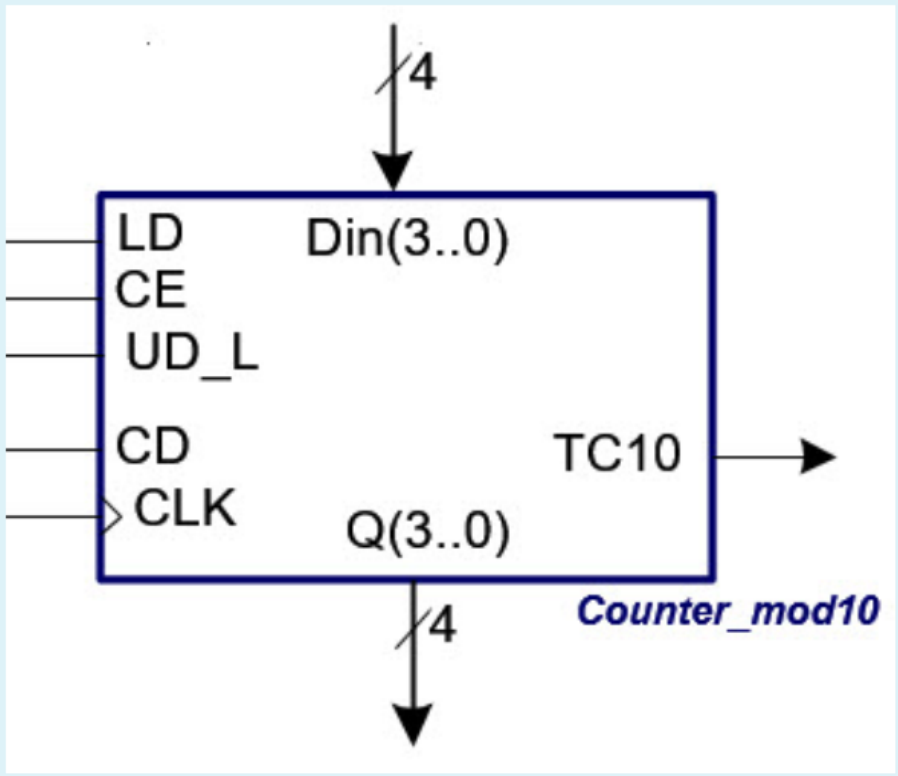 4
LD
Din(3..0)
CE
UD_L
CD
TC10
CLK
Q(3..0)
Counter_mod10
4